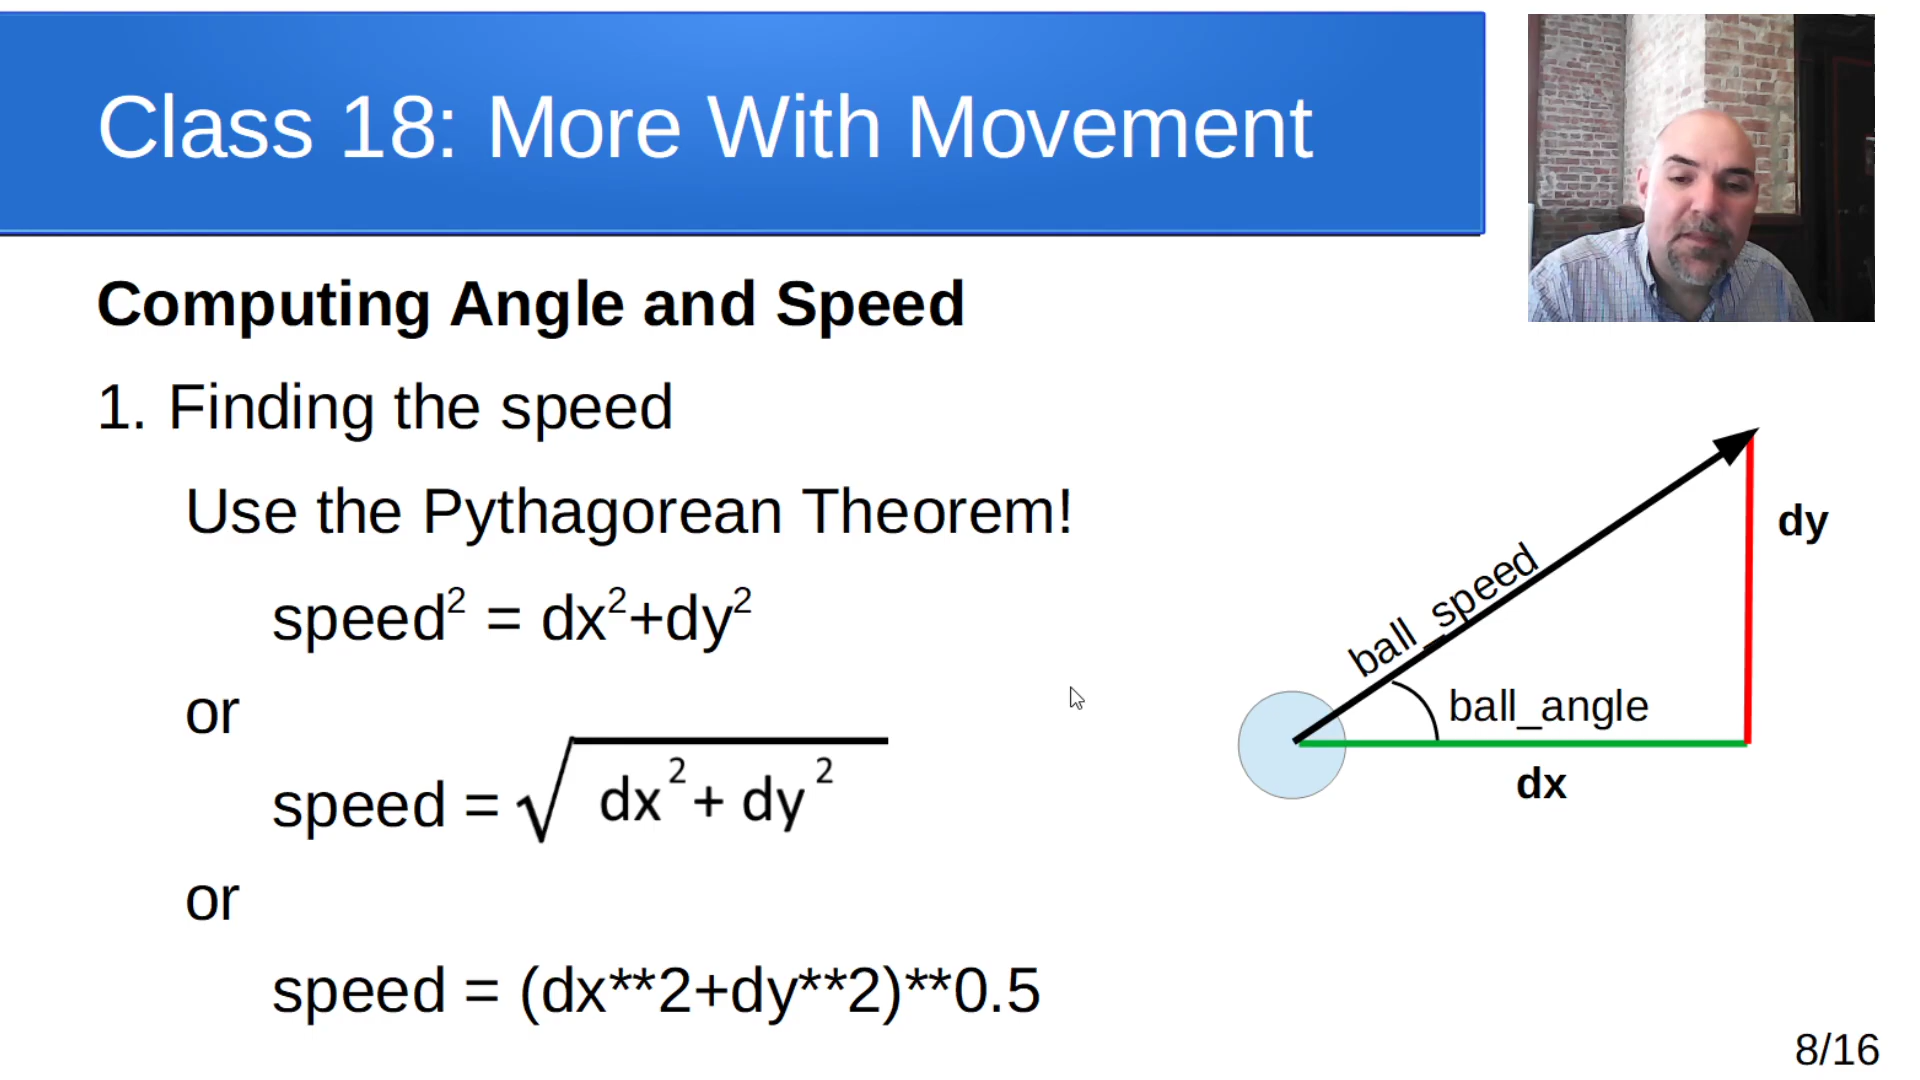 Class 18: More With Movement
Computing Angle and Speed
1. Finding the speed
Use the Pythagorean Theorem!
speed² = dx²+dy²
or
speed = √dx²+ dy²
or
speed = (dx**2+dy**2)**0.5
ball_speed
dy
ball_angle
dx
8/16